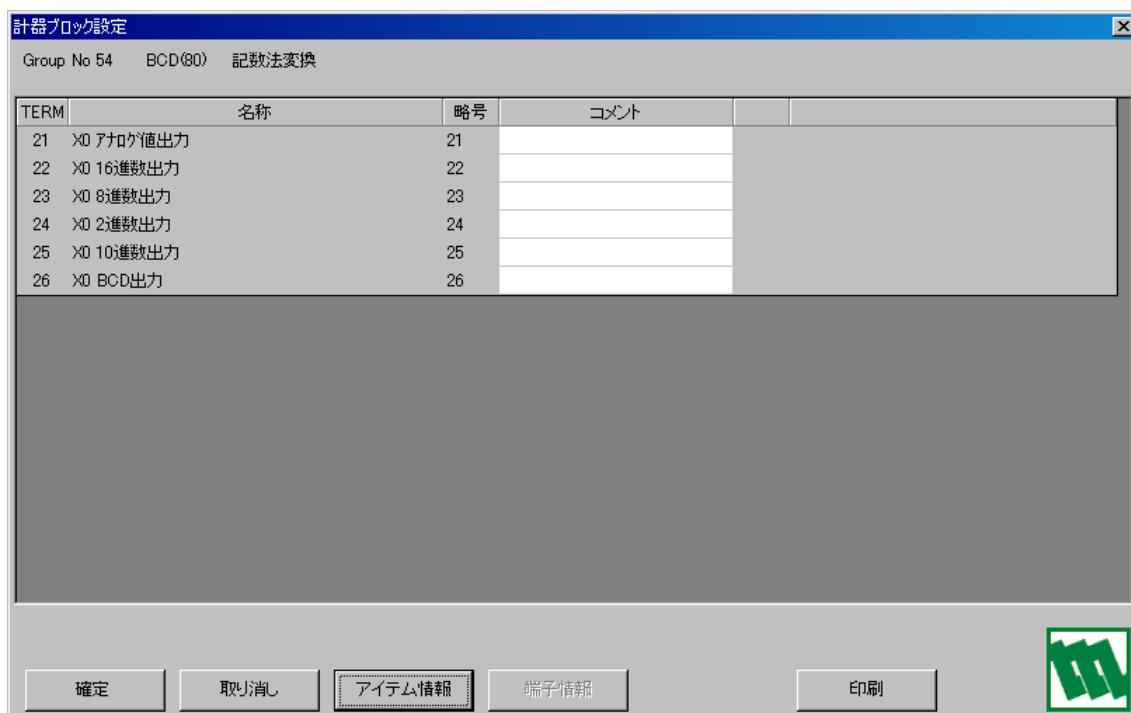 計器ブロック設定
Group No 54 BCD(80) 記数法変換
TERM 名称 略号 コメント
21 X0 アナログ値出力 21
22 X0 16進数出力 22
23 X0 8進数出力 23
24 X0 2進数出力 24
25 X0 10進数出力 25
26 X0 BCD出力 26
確定 取り消し アイテム情報 端子情報 印刷